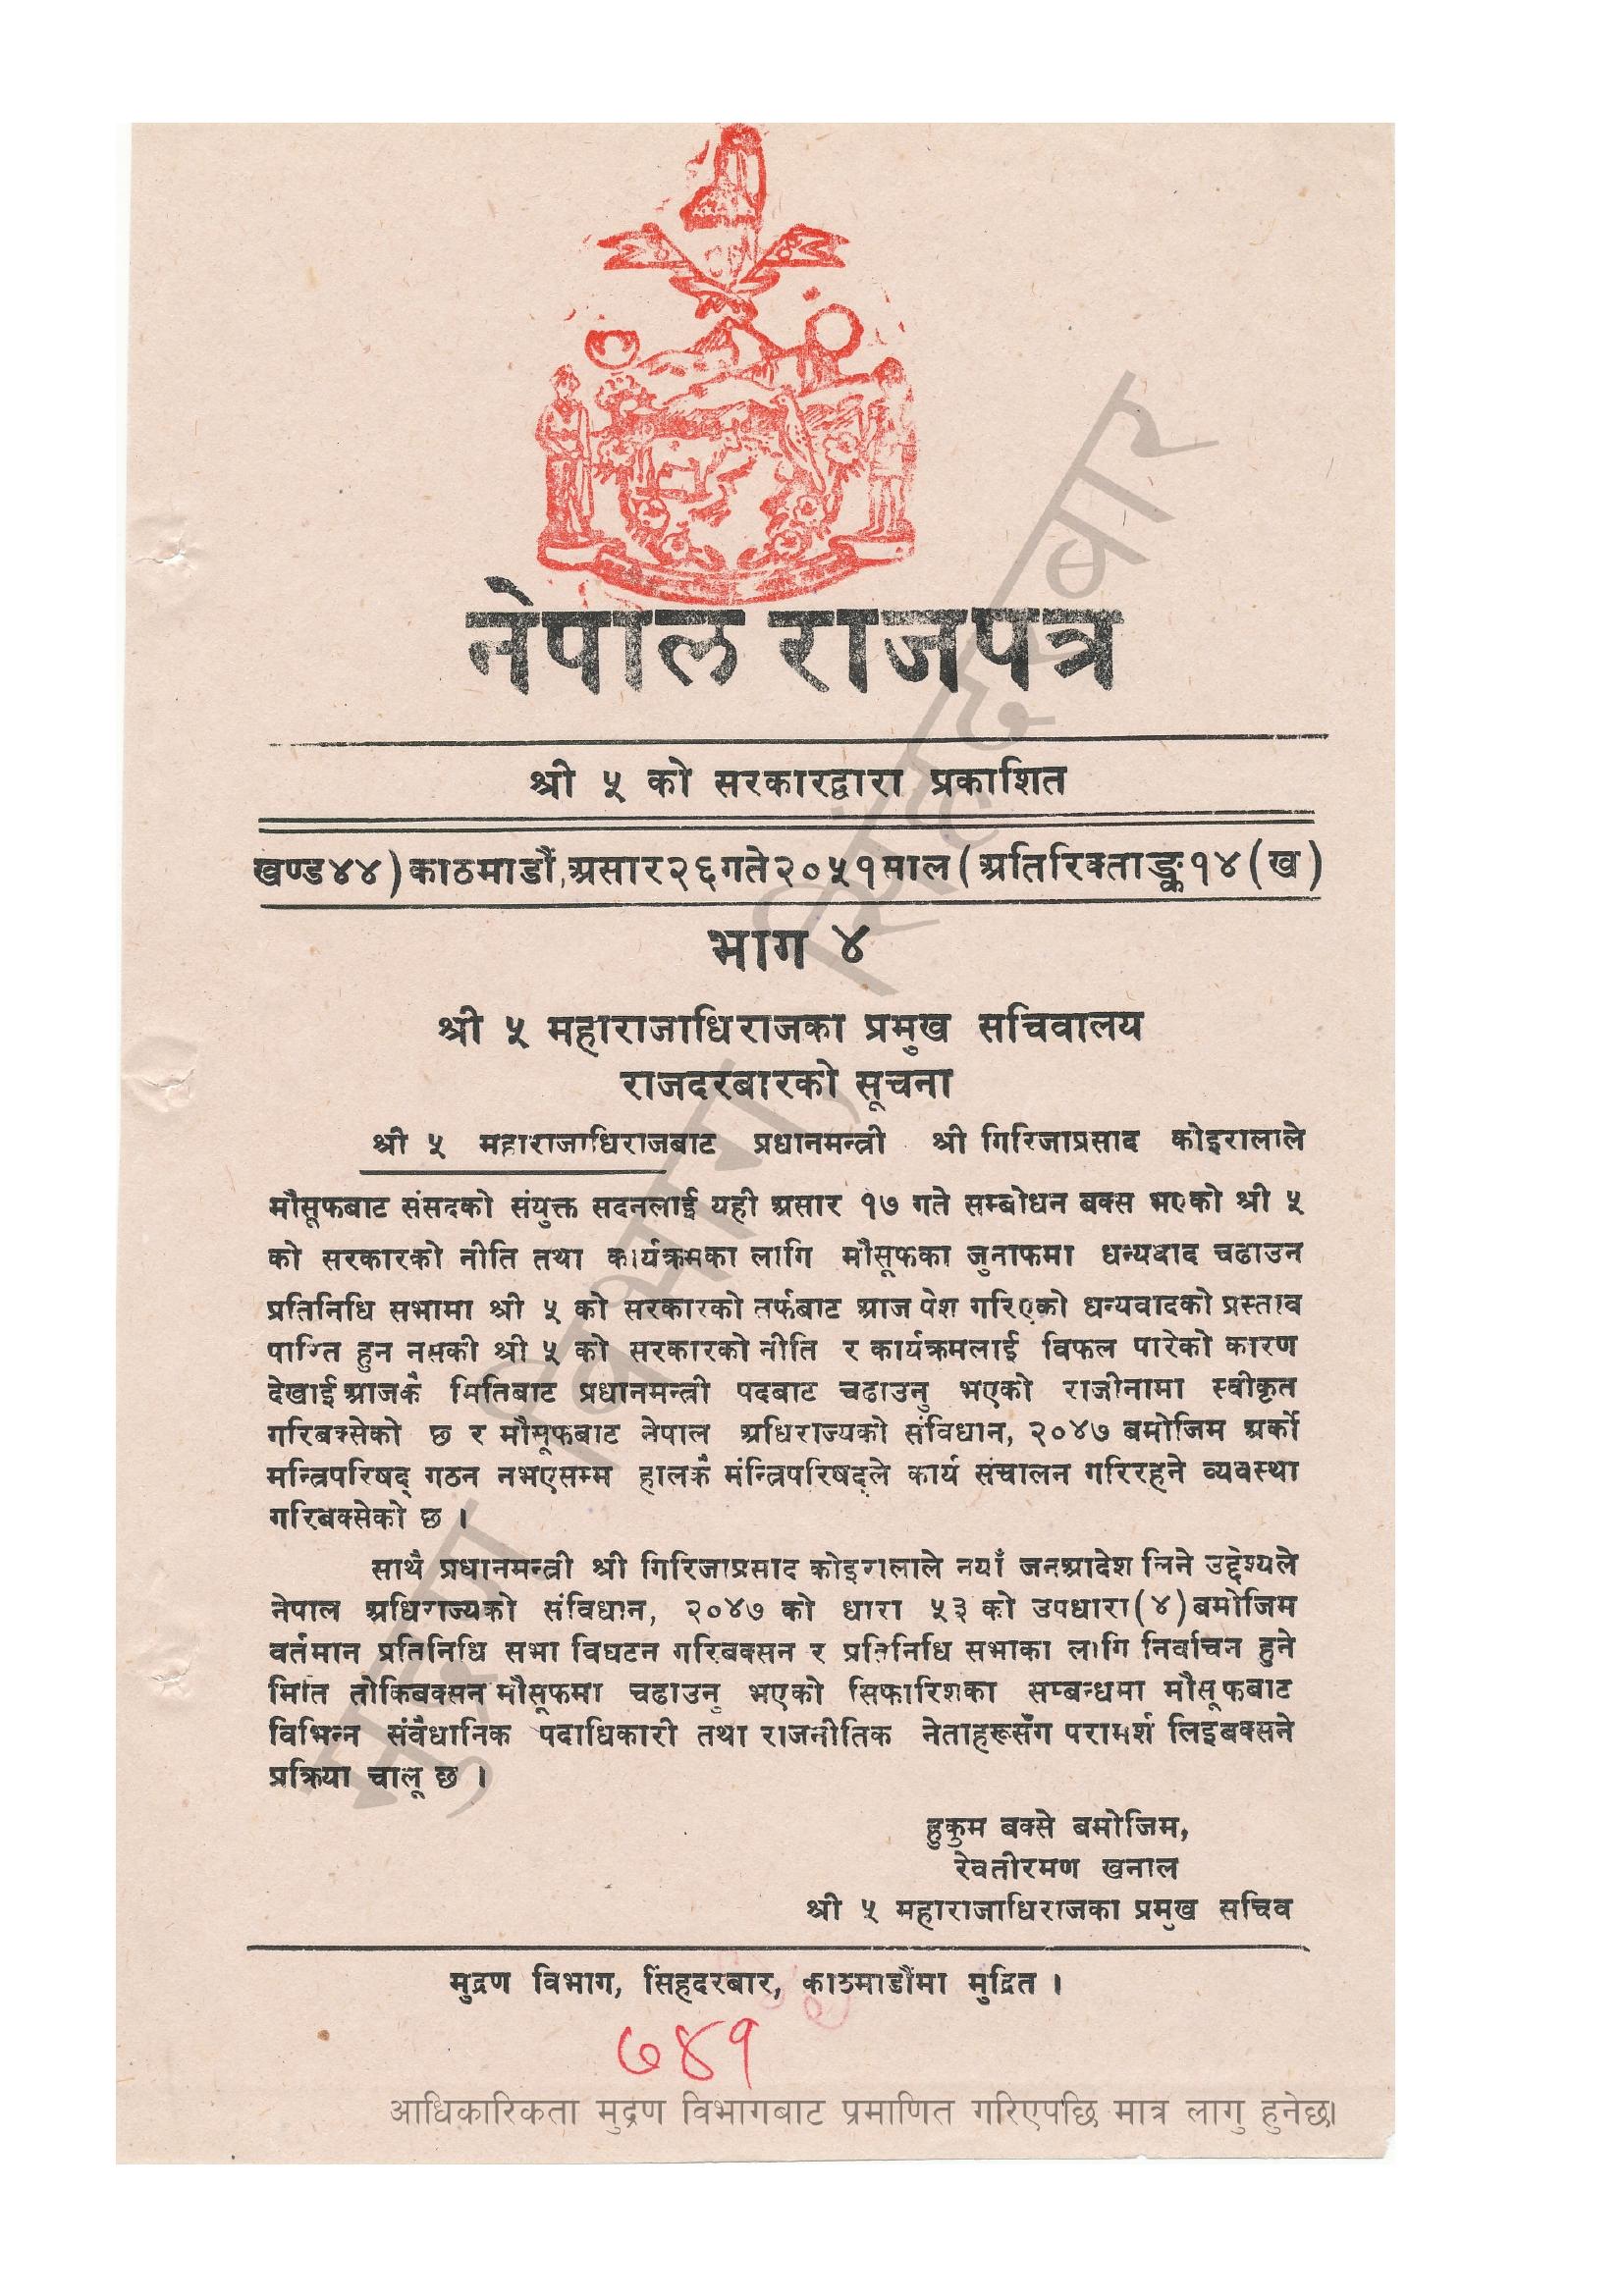 नेपाल राजपत्र
श्री ५ को सरकारद्वारा प्रकाशित
खण्ड ४४) काठमाडौं, असार २६ गते २०५१ साल (अतिरिक्ताङ्क १४ (ख)
भाग ४
श्री ५ महाराजाधिराजका प्रमुख सचिवालय
राजदरबारको सूचना
श्री ५ महाराजाधिराजबाट प्रधानमन्त्री श्री गिरिजाप्रसाद कोइरालाले
मौसूफबाट संसदको संयुक्त सदनलाई यही असार १७ गते सम्बोधन बक्स भएको श्री ५
को सरकारको नीति तथा कार्यक्रमका लागि मौसूफका जुनाफमा धन्यवाद चढाउन
प्रतिनिधि सभामा श्री ५ को सरकारको तर्फबाट आज पेश गरिएको धन्यवादको प्रस्ताव
पारित हुन नसकी श्री ५ को सरकारको नीति र कार्यक्रमलाई विफल पारेको कारण
देखाई आजकै मितिबाट प्रधानमन्त्री पदबाट चढाउनु भएको राजीनामा स्वीकृत
गरिबक्सेको छ र मौसूफबाट नेपाल अधिराज्यको संविधान, २०४७ बमोजिम अर्को
मन्त्रिपरिषद् गठन नभएसम्म हालकै मंन्त्रिपरिषद्ले कार्य संचालन गरिरहने व्यवस्था
गरिबक्सेको छ ।
साथै प्रधानमन्त्री श्री गिरिजाप्रसाद कोइरालाले नयाँ जनआदेश लिने उद्देश्यले
नेपाल अधिराज्यको संविधान, २०४७ को धारा ५३ को उपधारा (४) बमोजिम
वर्तमान प्रतिनिधि सभा विघटन गरिबक्सन र प्रतिनिधि सभाका लागि निर्वाचन हुने
मिति तोकिबक्सन मौसूफमा चढाउनु भएको सिफारिशका सम्बन्धमा मौसूफबाट
विभिन्न संवैधानिक पदाधिकारी तथा राजनीतिक नेताहरूसँग परामर्श लिइबक्सने
प्रक्रिया चालू छ ।
हुकुम बक्से बमोजिम,
रेवतीरमण खनाल
श्री ५ महाराजाधिराजका प्रमुख सचिव
मुद्रण विभाग, सिंहदरबार, काठमाडौंमा मुद्रित ।
७४१
आधिकारिकता मुद्रण विभागबाट प्रमाणित गरिएपछि मात्र लागु हुनेछ।
मुद्रण विभाग, सिंहदरबार